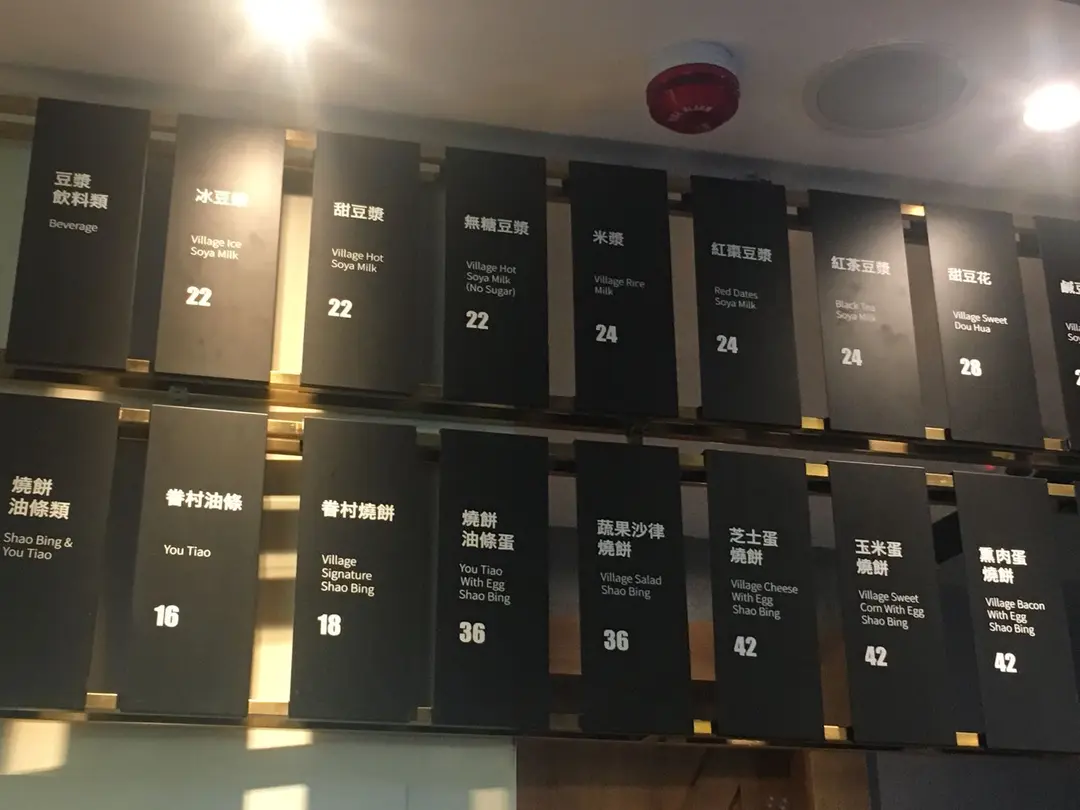 豆漿
飲料類
Beverage
冰豆漿
Village Ice
Soya Milk
22
甜豆漿
Village Hot
Soya Milk
22
無糖豆漿
Village Hot
Soya Milk
(No Sugar)
22
米漿
Village Rice
Milk
24
紅棗豆漿
Red Dates
Soya Milk
24
紅茶豆漿
Black Tea
Soya Milk
24
甜豆花
Village Sweet
Dou Hua
28
鹹
燒餅
油條類
Shao Bing &
You Tiao
眷村油條
You Tiao
16
眷村燒餅
Village
Signature
Shao Bing
18
燒餅
油條蛋
You Tiao
With Egg
Shao Bing
36
蔬果沙律
燒餅
Village Salad
Shao Bing
36
芝士蛋
燒餅
Village Cheese
With Egg
Shao Bing
42
玉米蛋
燒餅
Village Sweet
Corn With Egg
Shao Bing
42
熏肉蛋
燒餅
Village Bacon
With Egg
Shao Bing
42